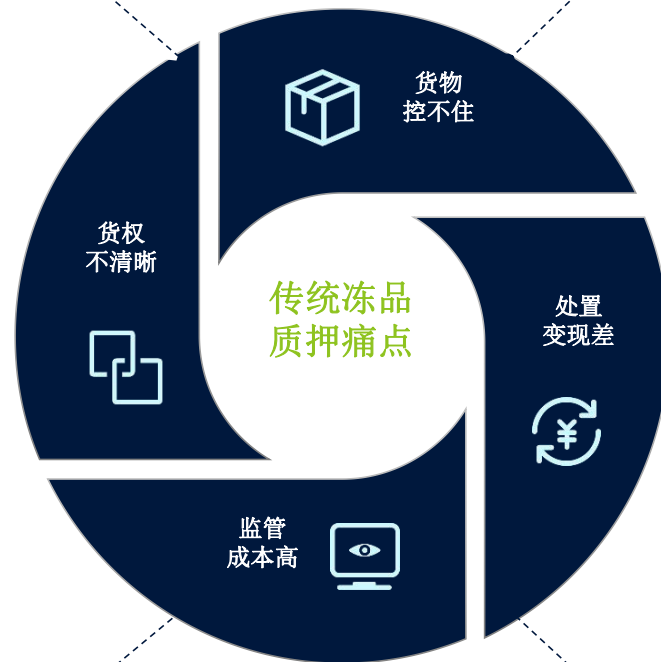 货物
控不住
货权
不清晰
传统冻品
质押痛点
处置
变现差
¥
监管
成本高